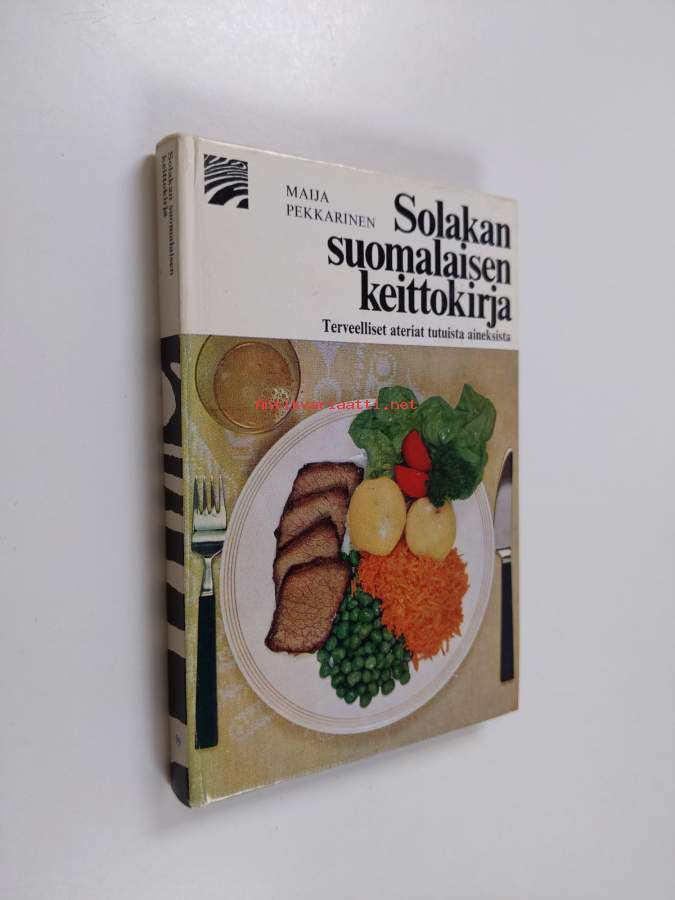 Solakan suomalaisen
keittokirja
MAIJA
PEKKARINEN
Solakan
suomalaisen
keittokirja
Terveelliset ateriat tutuista aineksista
antikvariaatti.net